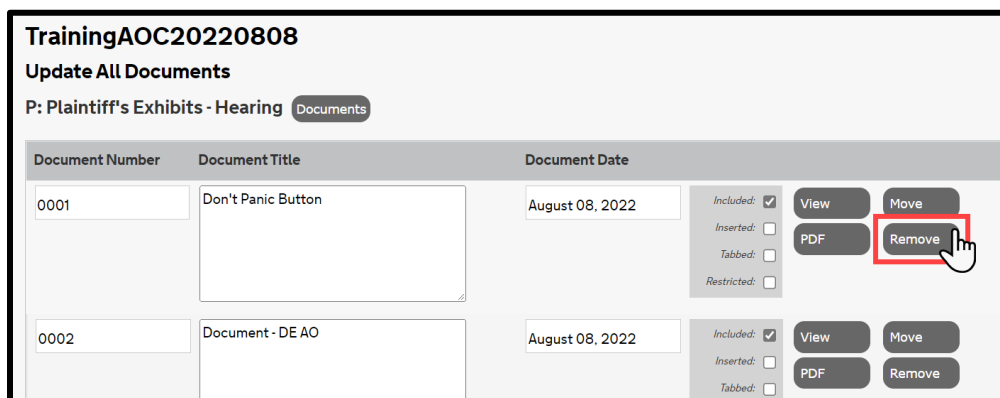 TrainingAOC20220808
Update All Documents
P: Plaintiff's Exhibits - Hearing Documents
Document Number Document Title Document Date
0001 Don't Panic Button August 08, 2022 Included: View Move
Inserted:
PDF Remove
Tabbed:
Restricted:
0002 Document - DE AO August 08, 2022 Included: View Move
Inserted:
PDF Remove
Tabbed: